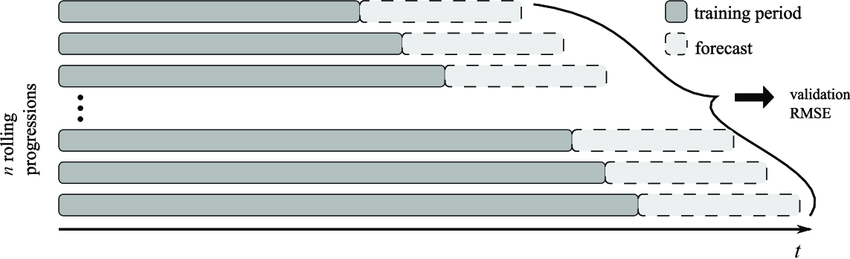 training period
forecast
validation
RMSE
n rolling
progressions
t